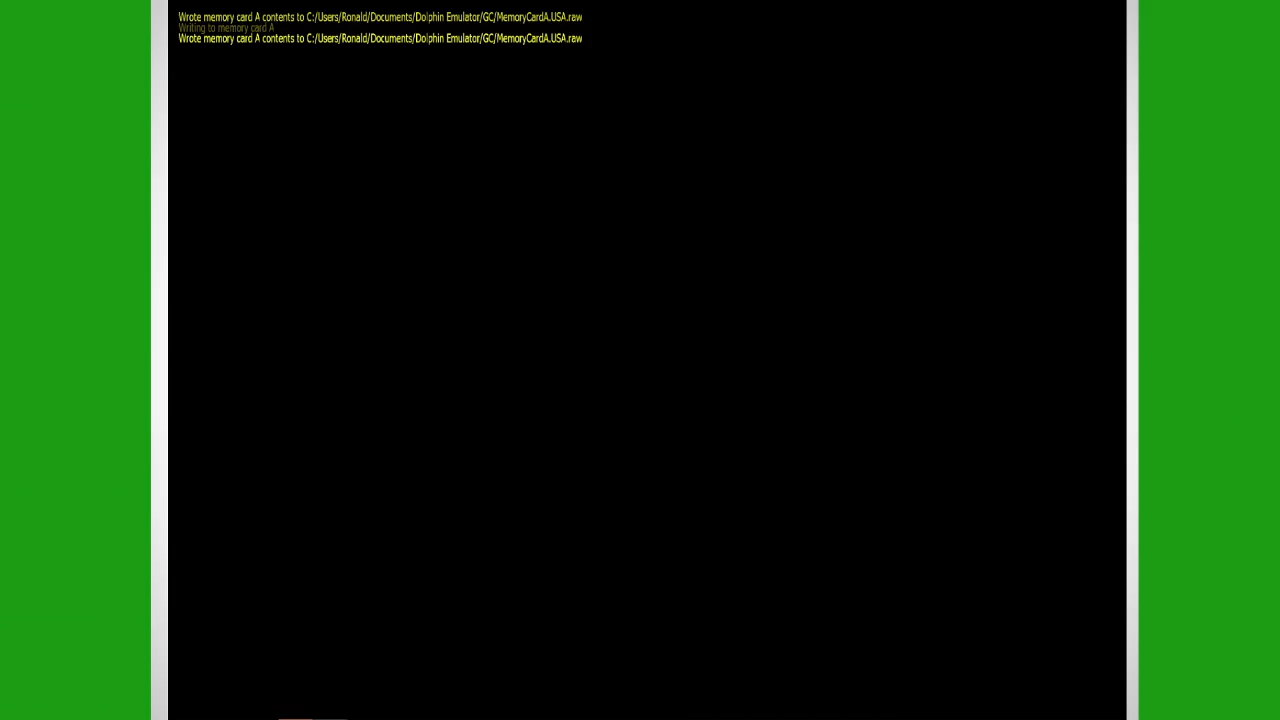 Wrote memory card A contents to C:/Users/Ronald/Documents/Dolphin Emulator/GC/MemoryCardA.USA.raw
Writing to memory card A
Wrote memory card A contents to C:/Users/Ronald/Documents/Dolphin Emulator/GC/MemoryCardA.USA.raw